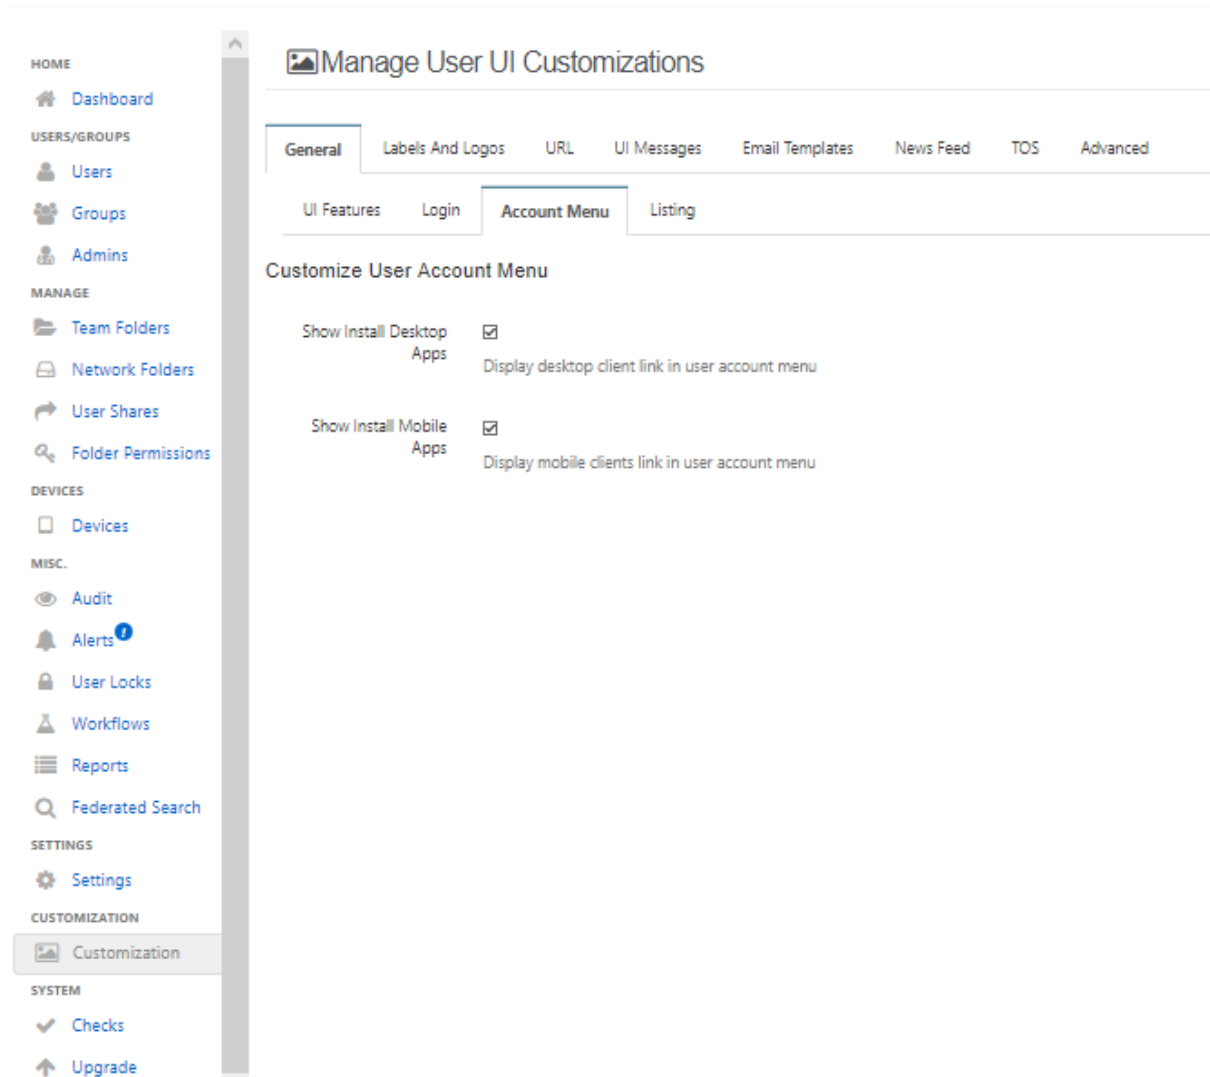 HOME
Dashboard
USERS/GROUPS
Users
Groups
Admins
MANAGE
Team Folders
Network Folders
User Shares
Folder Permissions
DEVICES
Devices
MISC.
Audit
Alerts
User Locks
Workflows
Reports
Federated Search
SETTINGS
Settings
CUSTOMIZATION
Customization
SYSTEM
Checks
Upgrade
Manage User UI Customizations
General Labels And Logos URL UI Messages Email Templates News Feed TOS Advanced
UI Features Login Account Menu Listing
Customize User Account Menu
Show Install Desktop
Apps
Display desktop client link in user account menu
Show Install Mobile
Apps
Display mobile clients link in user account menu